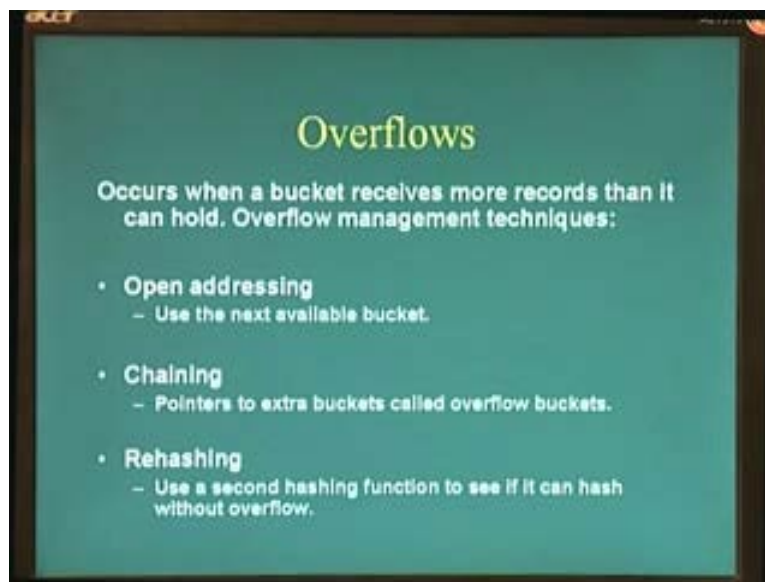 acer
Overflows
Occurs when a bucket receives more records than it
can hold. Overflow management techniques:
• Open addressing
– Use the next available bucket.
• Chaining
– Pointers to extra buckets called overflow buckets.
• Rehashing
– Use a second hashing function to see if it can hash
without overflow.